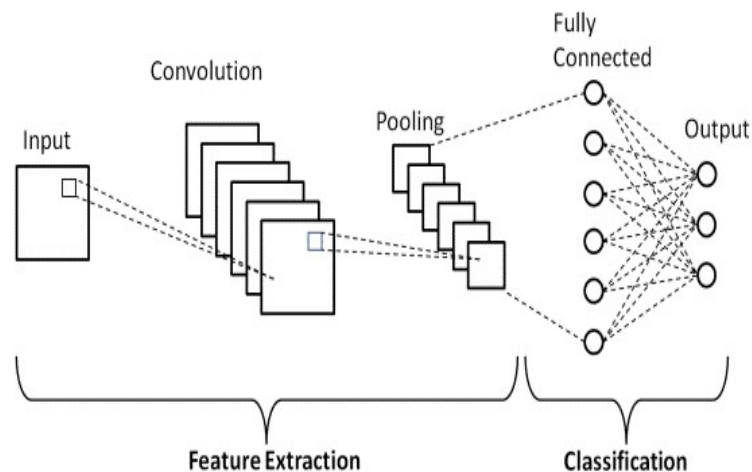 Input
Convolution
Pooling
Fully
Connected
Output
Feature Extraction
Classification